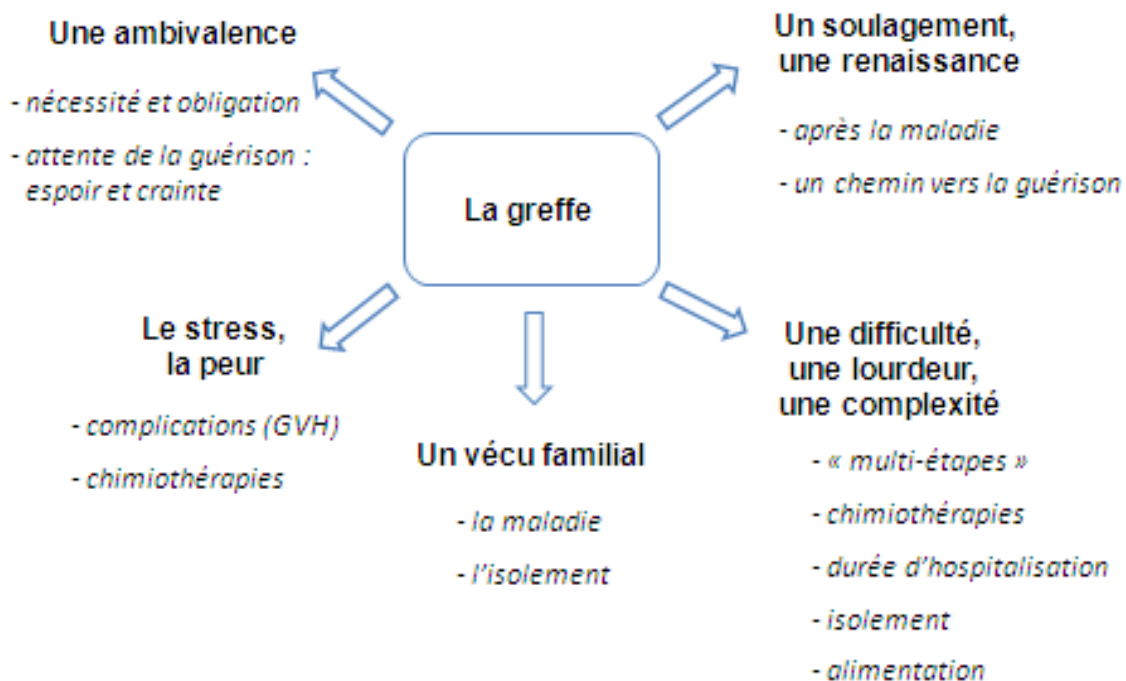 Une ambivalence
- nécessité et obligation
- attente de la guérison :
espoir et crainte
Un soulagement,
une renaissance
- après la maladie
- un chemin vers la guérison
La greffe
Le stress,
la peur
- complications (GVH)
- chimiothérapies
Un vécu familial
- la maladie
- l'isolement
Une difficulté,
une lourdeur,
une complexité
- « multi-étapes »
- chimiothérapies
- durée d'hospitalisation
- isolement
- alimentation